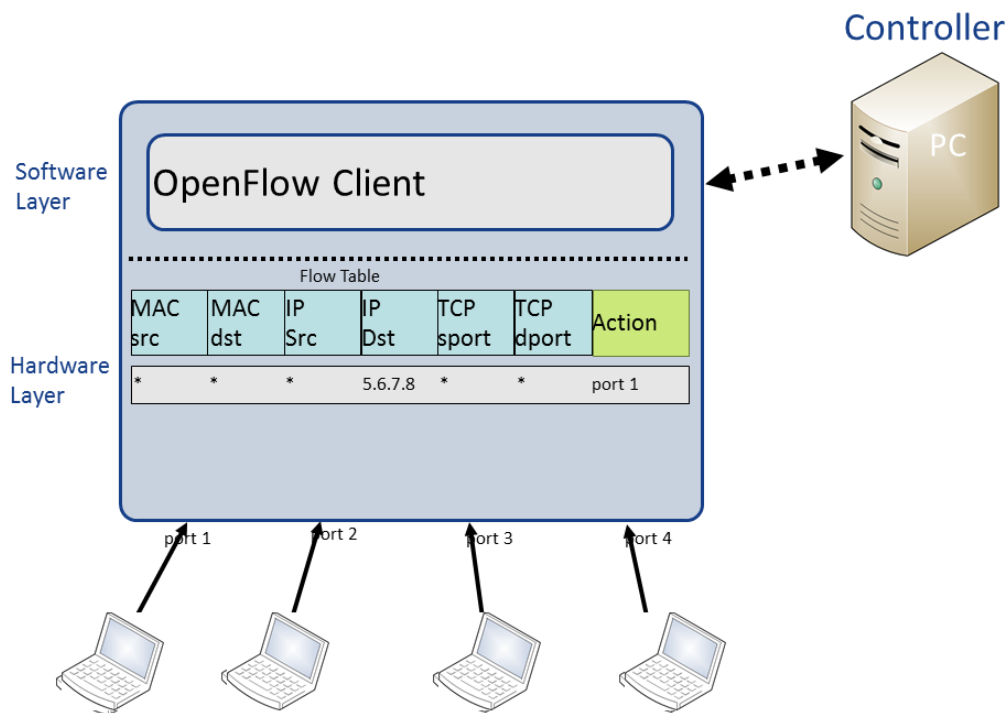 Controller
PC
Software
Layer
OpenFlow Client
Flow Table
MAC src
MAC dst
IP Src
IP Dst
TCP sport
TCP dport
Action
Hardware
Layer
* * * 5.6.7.8 * * port 1
port 1
port 2
port 3
port 4